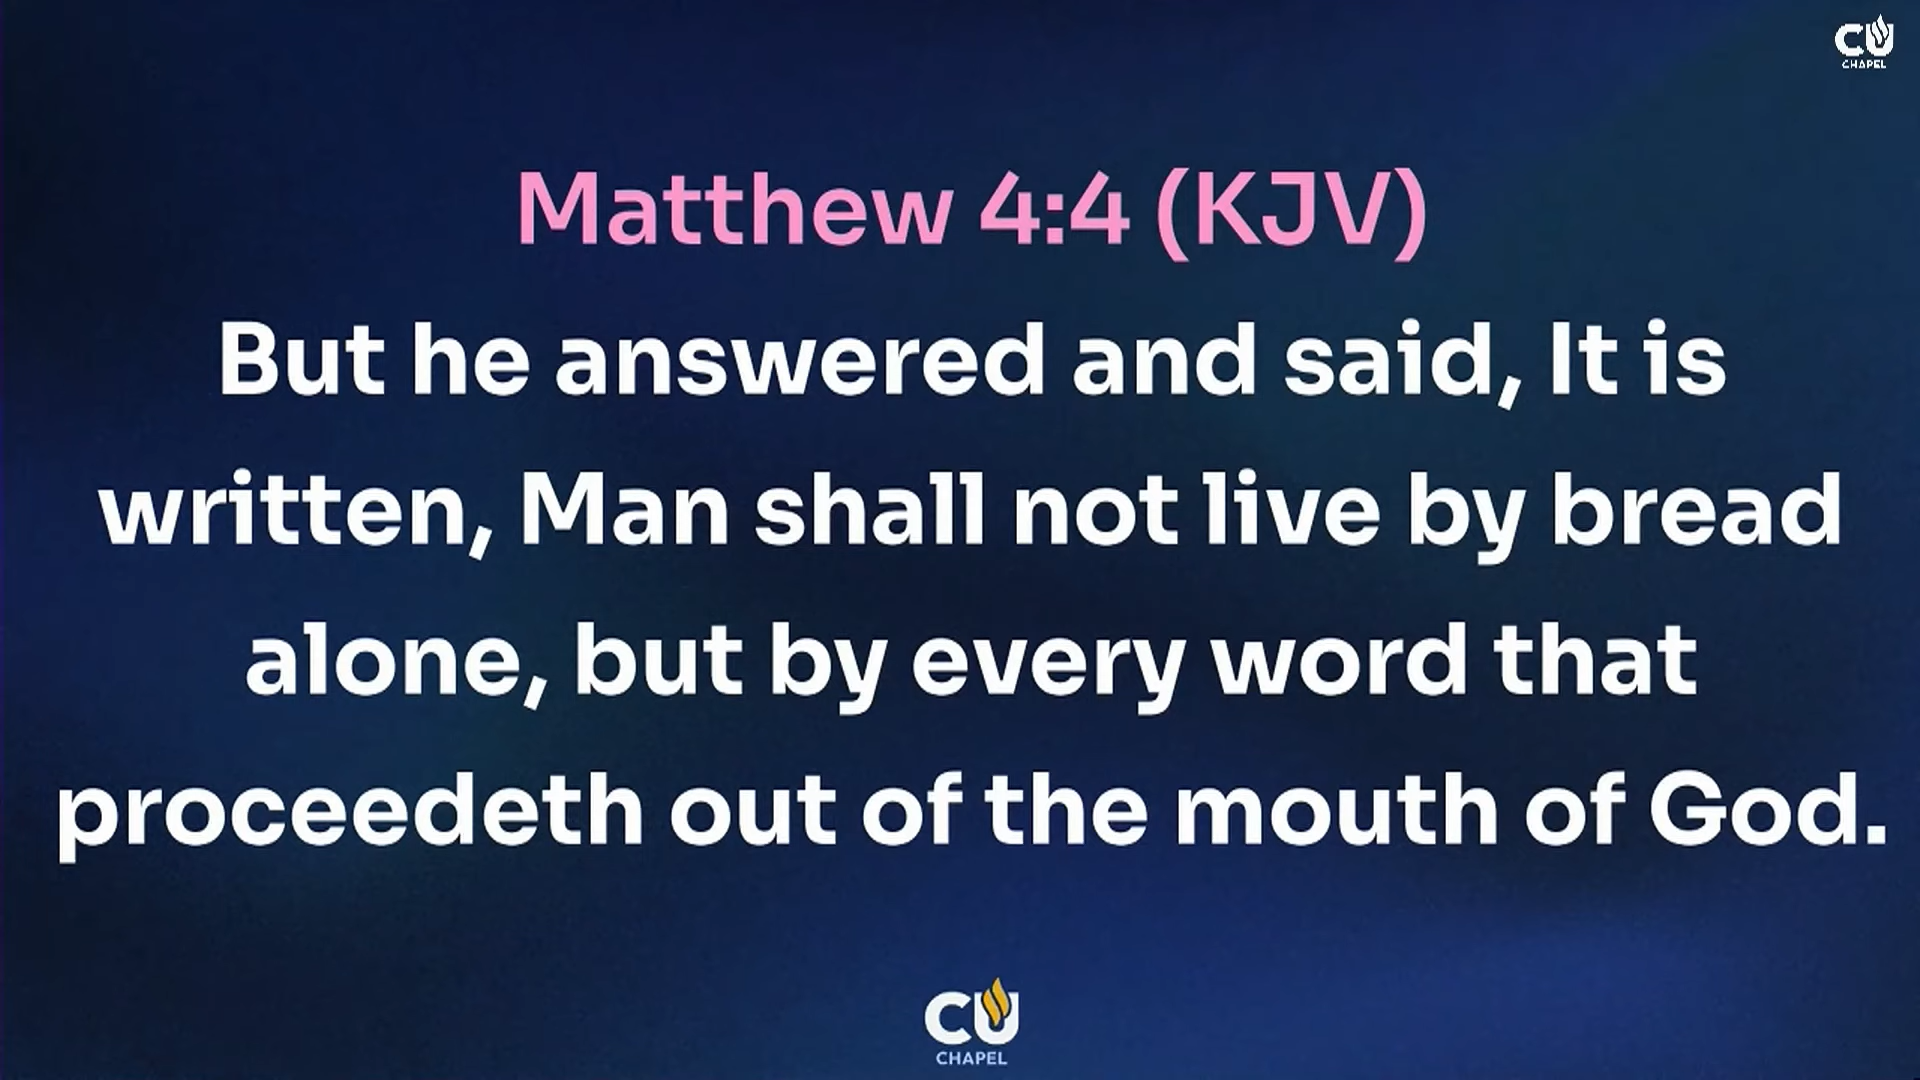 CU
CHAPEL
Matthew 4:4 (KJV)
But he answered and said, It is
written, Man shall not live by bread
alone, but by every word that
proceedeth out of the mouth of God.
CU
CHAPEL